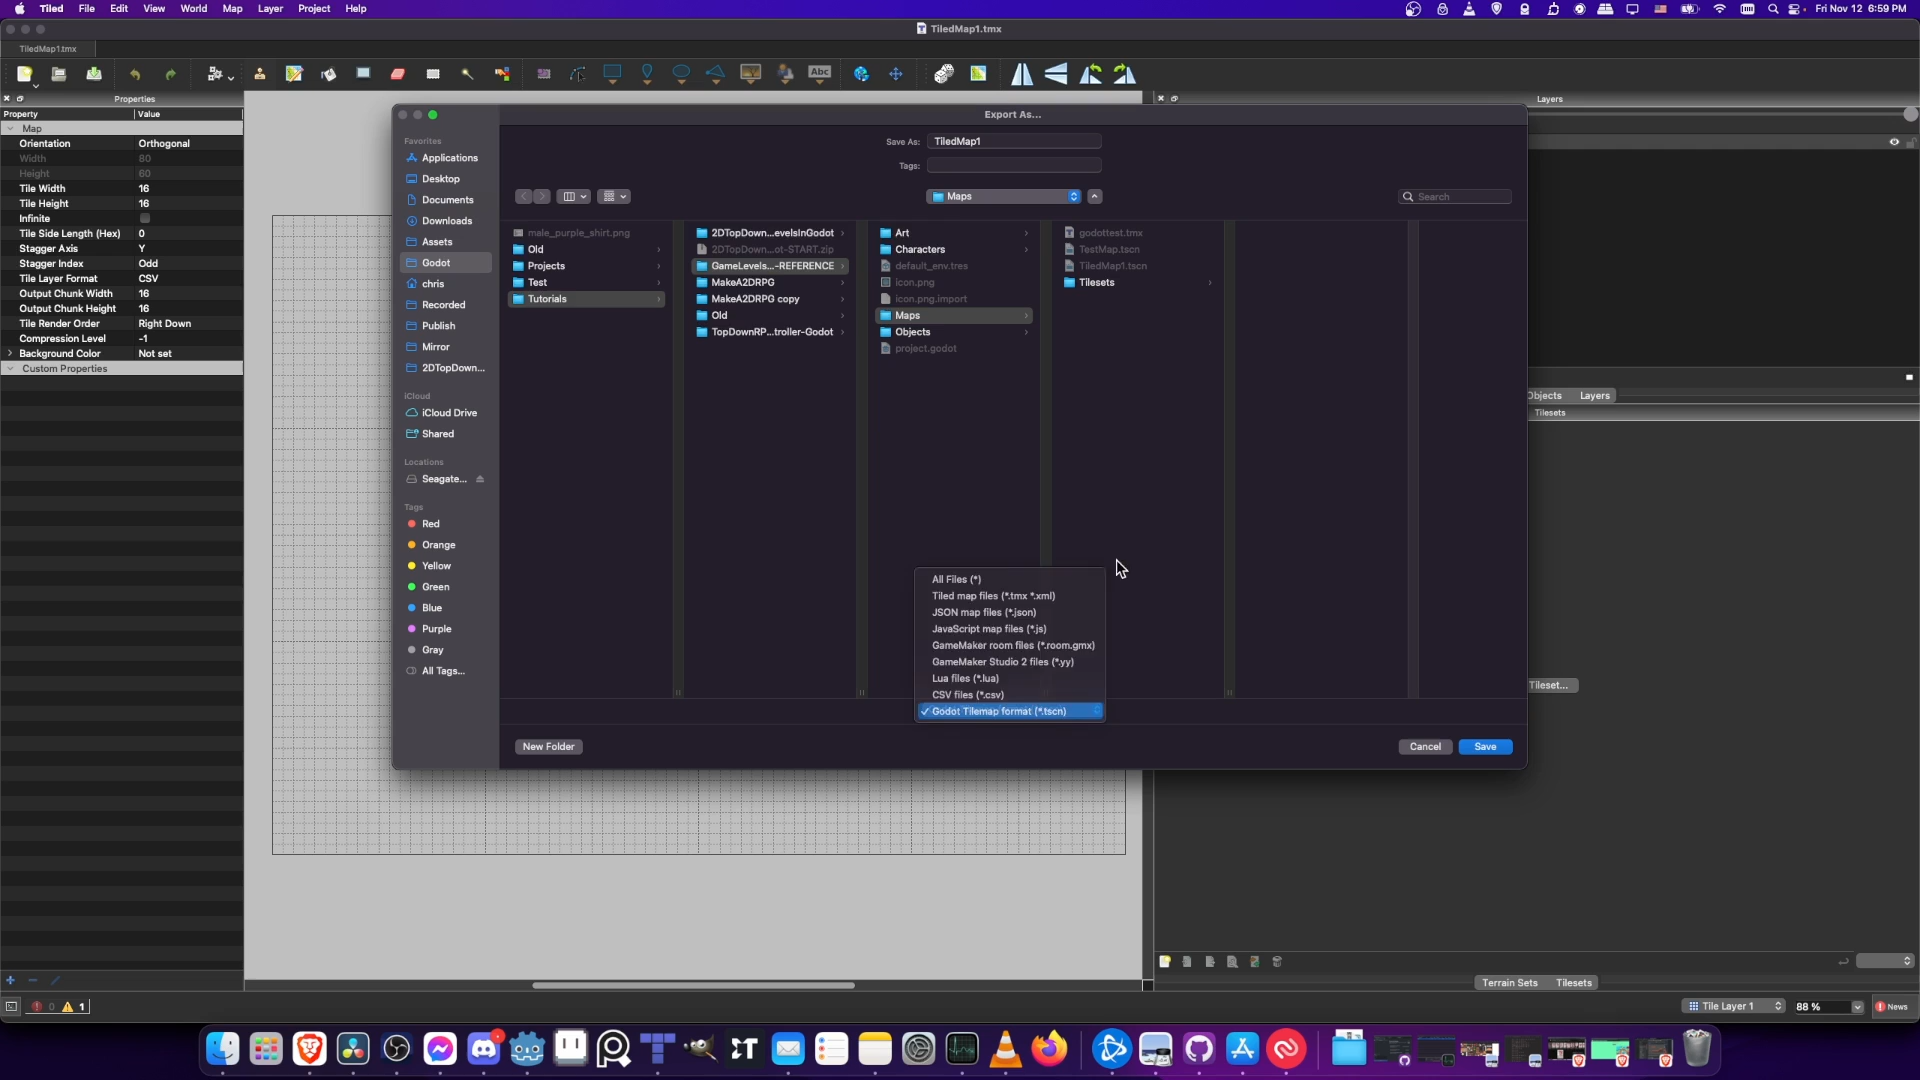 Tiled File Edit View World Map Layer Project Help
Fri Nov 12 6:59 PM
TiledMap1.tmx
TiledMap1.tmx
Abc
Properties
Layers
Property Value
Map
Orientation Orthogonal
Width 80
Height 60
Tile Width 16
Tile Height 16
Infinite
Tile Side Length (Hex) 0
Stagger Axis Y
Stagger Index Odd
Tile Layer Format CSV
Output Chunk Width 16
Output Chunk Height 16
Tile Render Order Right Down
Compression Level -1
Background Color Not set
Custom Properties
Export As...
Save As: TiledMap1
Tags:
Maps
Search
Favorites
Applications
Desktop
Documents
Downloads
Assets
Godot
chris
Recorded
Publish
Mirror
2DTopDown...
iCloud
iCloud Drive
Shared
Locations
Seagate...
Tags
Red
Orange
Yellow
Green
Blue
Purple
Gray
All Tags...
male_purple_shirt.png
Old
Projects
Test
Tutorials
2DTopDown...evelsInGodot
2DTopDown...ot-START.zip
GameLevels...-REFERENCE
MakeA2DRPG
MakeA2DRPG copy
Old
TopDownRP...troller-Godot
Art
Characters
default_env.tres
icon.png
icon.png.import
Maps
Objects
project.godot
godottest.tmx
TestMap.tscn
TiledMap1.tscn
Tilesets
All Files (*)
Tiled map files (*.tmx *.xml)
JSON map files (*.json)
JavaScript map files (*.js)
GameMaker room files (*.room.gmx)
GameMaker Studio 2 files (*.yy)
Lua files (*.lua)
CSV files (*.csv)
✓ Godot Tilemap format (*.tscn)
New Folder
Cancel
Save
Objects Layers
Tilesets
Tileset...
Terrain Sets Tilesets
0 1
Tile Layer 1 88 % News